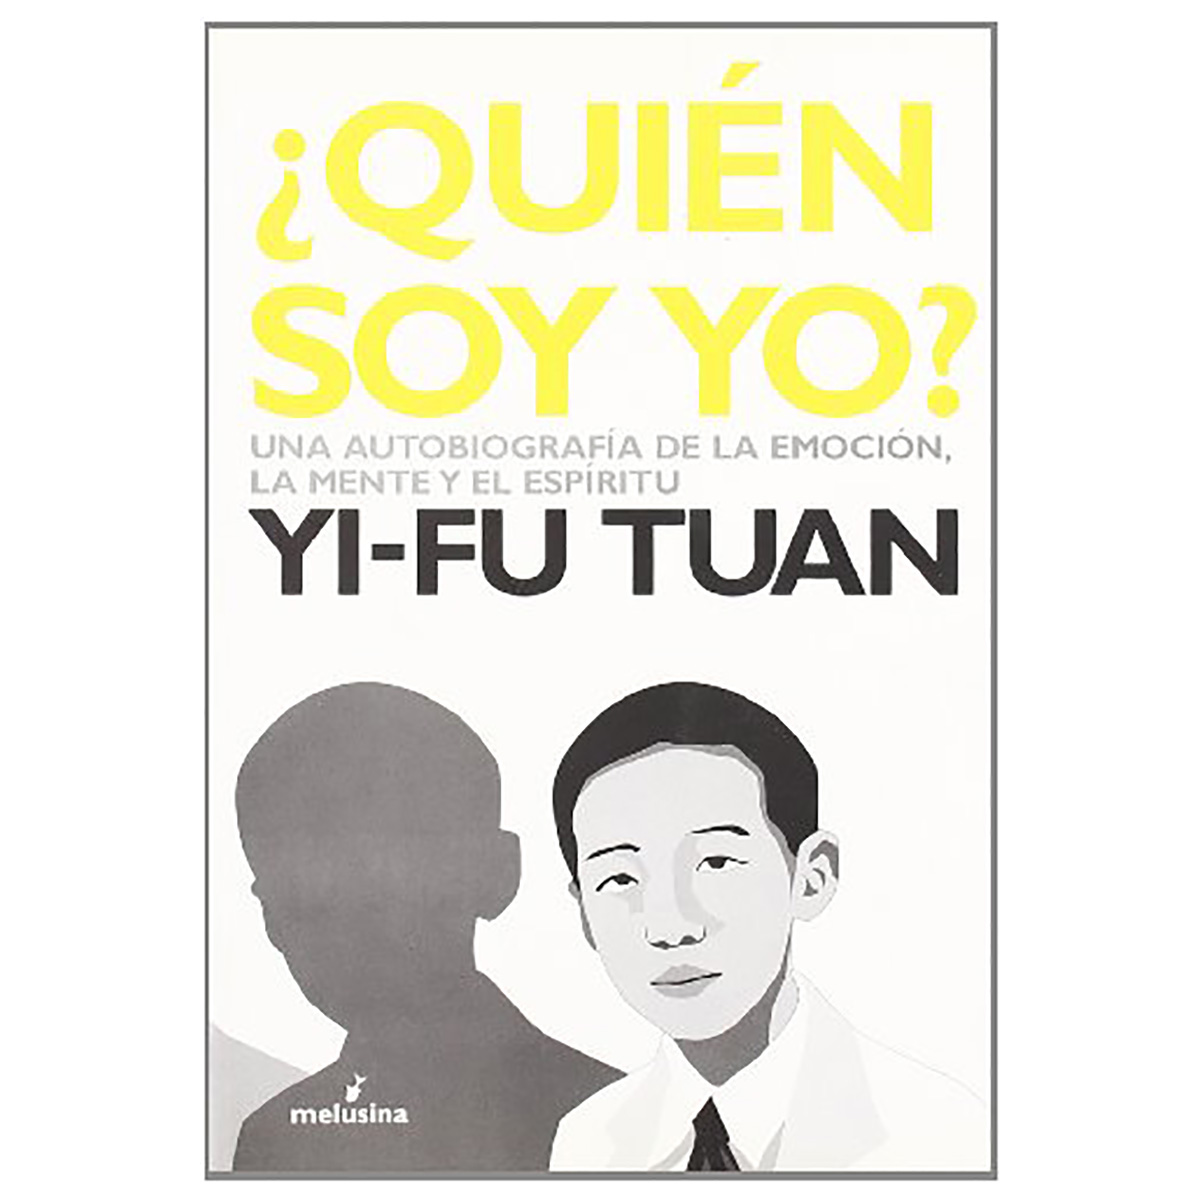 ¿QUIÉN
SOY YO?
UNA AUTOBIOGRAFÍA DE LA EMOCIÓN,
LA MENTE Y EL ESPÍRITU
YI-FU TUAN
melusina